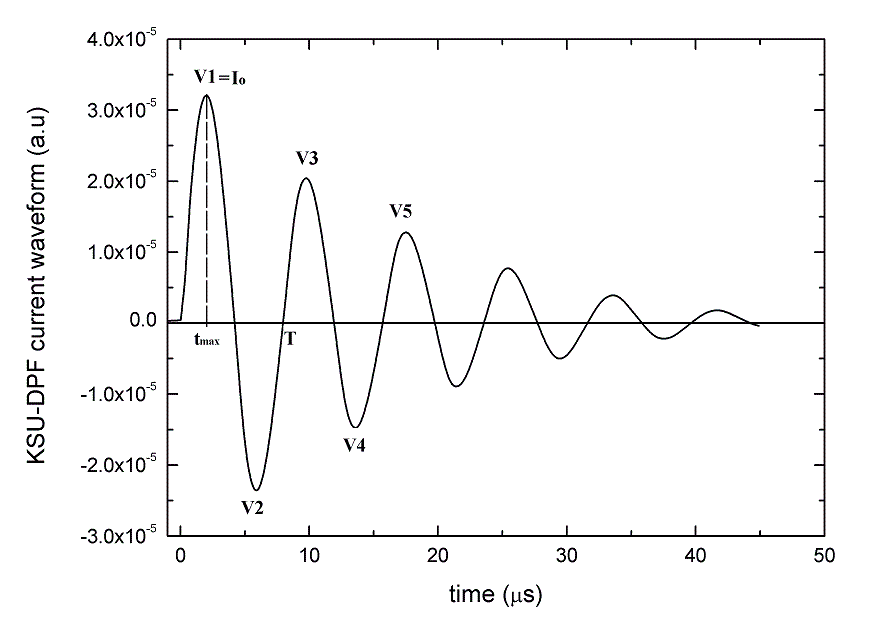 4.0x10⁻⁵
V1=I₀
3.0x10⁻⁵
V3
2.0x10⁻⁵
V5
1.0x10⁻⁵
0.0
tmax
T
-1.0x10⁻⁵
V4
-2.0x10⁻⁵
V2
-3.0x10⁻⁵
0 10 20 30 40 50
time (μs)
KSU-DPF current waveform (a.u)